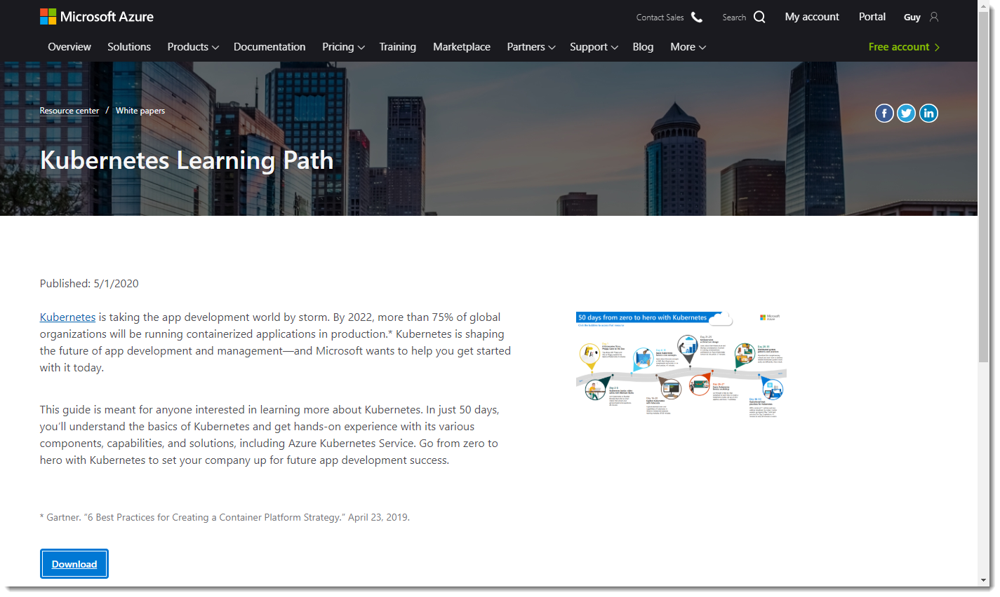 Microsoft Azure
Contact Sales
Search
My account
Portal
Guy
Overview
Solutions
Products
Documentation
Pricing
Training
Marketplace
Partners
Support
Blog
More
Free account
Resource center / White papers
Kubernetes Learning Path
Published: 5/1/2020
Kubernetes is taking the app development world by storm. By 2022, more than 75% of global
organizations will be running containerized applications in production.* Kubernetes is shaping
the future of app development and management—and Microsoft wants to help you get started
with it today.
50 days from zero to hero with Kubernetes
Microsoft
Azure
This guide is meant for anyone interested in learning more about Kubernetes. In just 50 days,
you'll understand the basics of Kubernetes and get hands-on experience with its various
components, capabilities, and solutions, including Azure Kubernetes Service. Go from zero to
hero with Kubernetes to set your company up for future app development success.
* Gartner. “6 Best Practices for Creating a Container Platform Strategy.” April 23, 2019.
Download